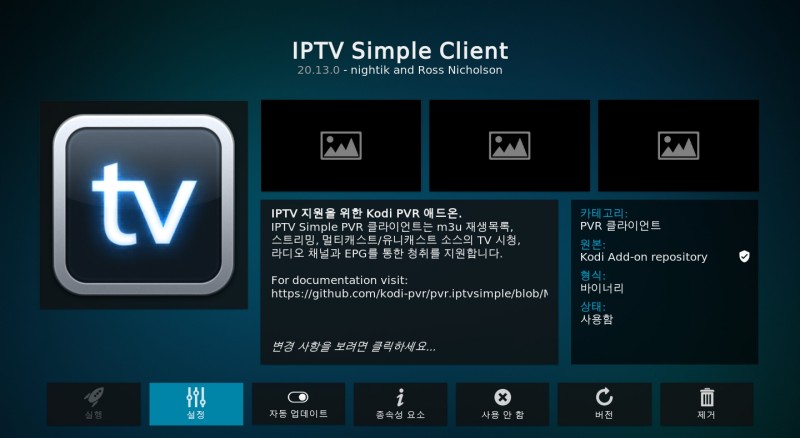 IPTV Simple Client
20.13.0 - nightik and Ross Nicholson
tv
IPTV 지원을 위한 Kodi PVR 애드온.
IPTV Simple PVR 클라이언트는 m3u 재생목록,
스트리밍, 멀티캐스트/유니캐스트 소스의 TV 시청,
라디오 채널과 EPG를 통한 청취를 지원합니다.
For documentation visit:
https://github.com/kodi-pvr/pvr.iptvsimple/blob/
변경 사항을 보려면 클릭하세요...
카테고리:
PVR 클라이언트
원본:
Kodi Add-on repository
형식:
바이너리
상태:
사용함
실행
설정
자동 업데이트
종속성 요소
사용 안 함
버전
제거